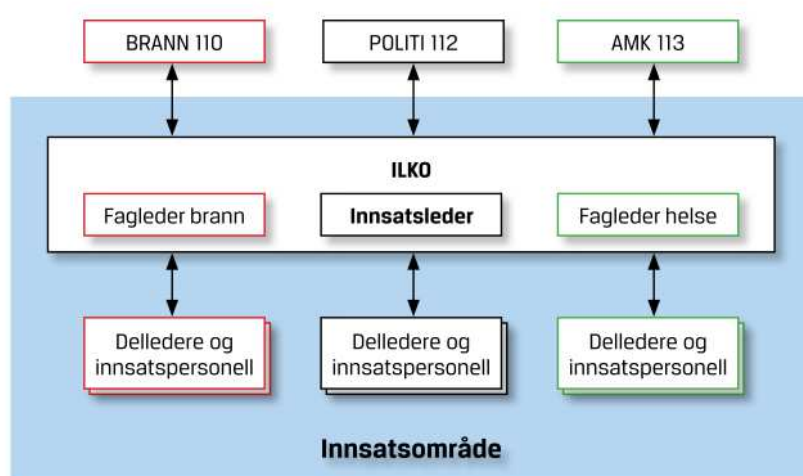 BRANN 110
POLITI 112
AMK 113
ILKO
Fagleder brann
Innsatsleder
Fagleder helse
Delledere og
innsatspersonell
Delledere og
innsatspersonell
Delledere og
innsatspersonell
Innsatsområde